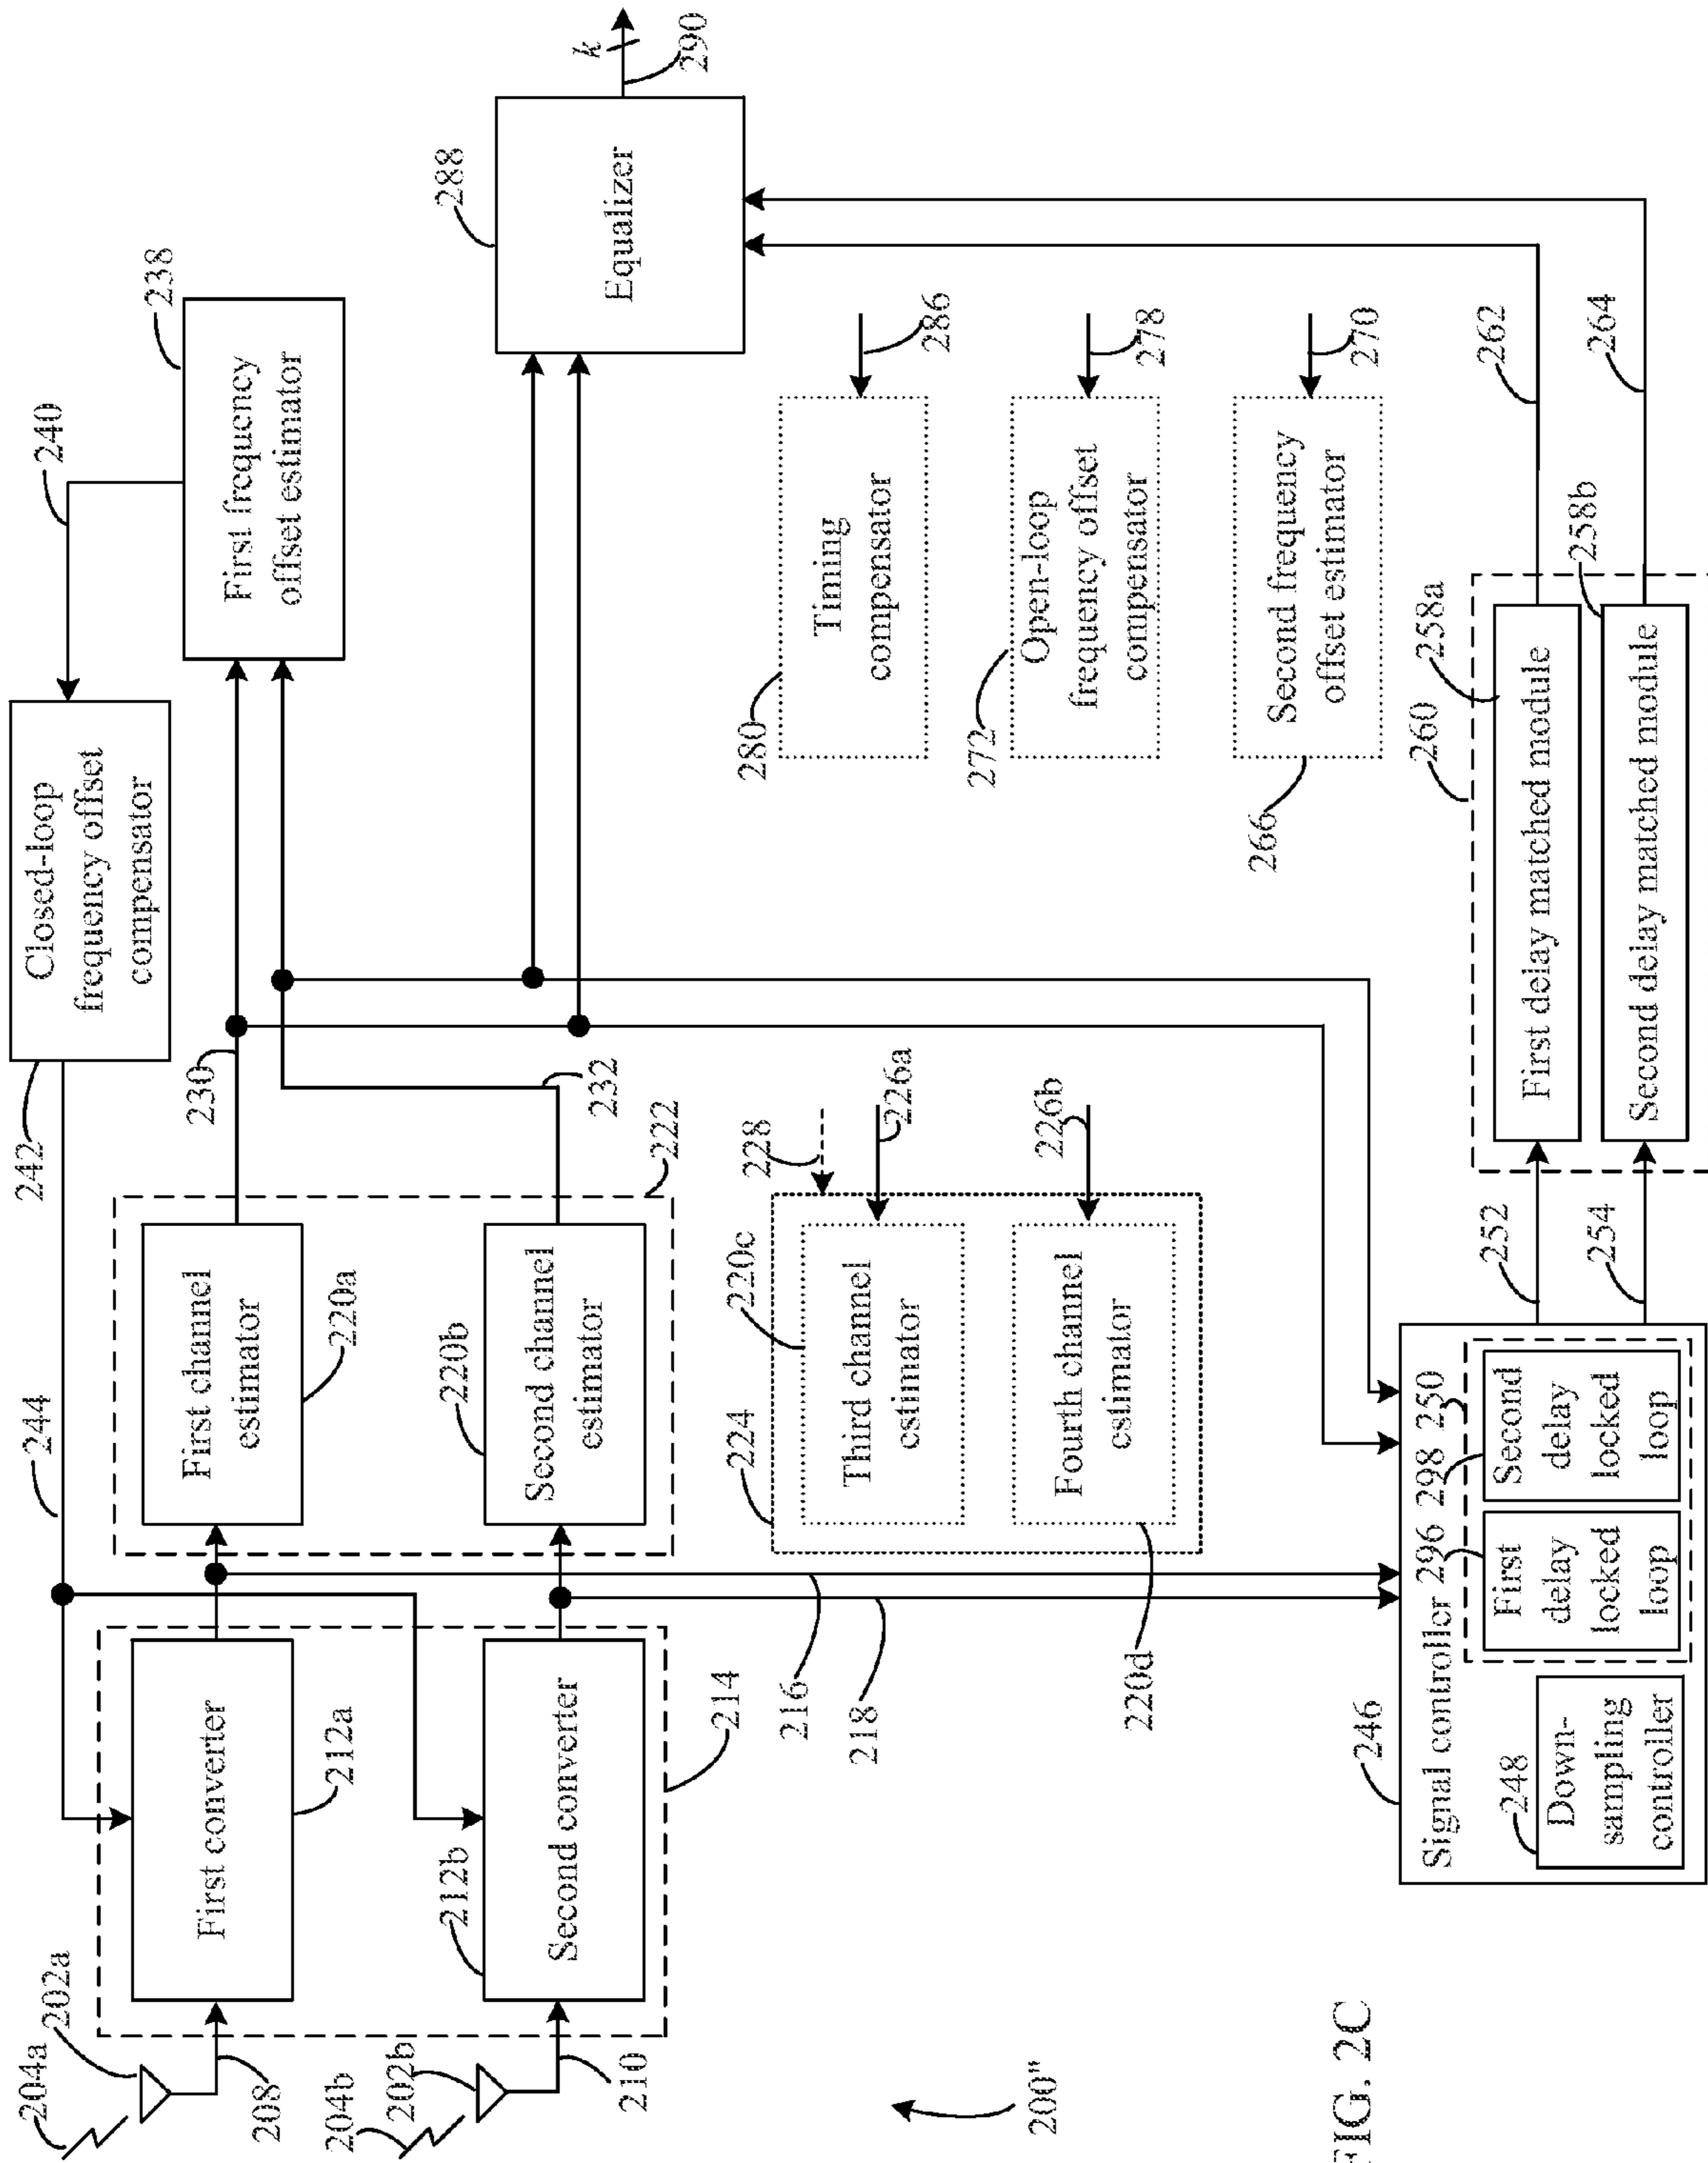 204a
202a
208
204b
202b
210
First converter
212a
Second converter
212b
214
244
242
Closed-loop
frequency offset
compensator
240
First frequency
offset estimator
238
First channel
estimator
220a
Second channel
estimator
220b
222
230
232
216
218
Third channel
estimator
220c
Fourth channel
estimator
220d
224
228
226a
226b
Equalizer
288
k
290
Timing
compensator
280
286
Open-loop
frequency offset
compensator
272
278
Second frequency
offset estimator
266
270
246
Signal controller
296
298
250
248
Down-
sampling
controller
First
delay
locked
loop
Second
delay
locked
loop
252
254
260
First delay matched module
258a
Second delay matched module
258b
262
264
200"
FIG. 2C